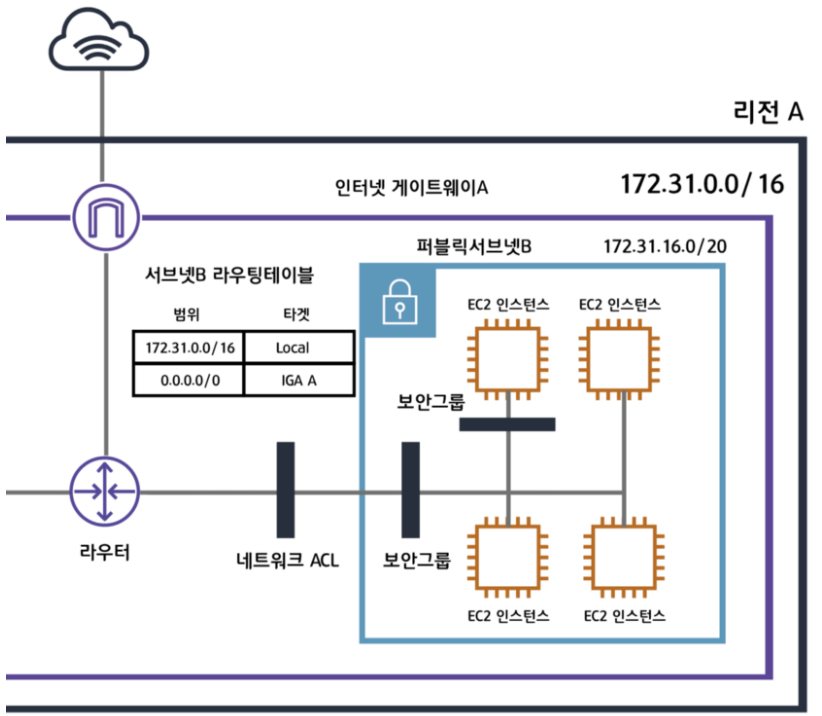 리전 A
인터넷 게이트웨이A
172.31.0.0/ 16
퍼블릭서브넷B
172.31.16.0/20
서브넷B 라우팅테이블
범위 타겟
172.31.0.0/ 16 Local
0.0.0.0/0 IGA A
EC2 인스턴스
EC2 인스턴스
보안그룹
라우터
네트워크 ACL
보안그룹
EC2 인스턴스
EC2 인스턴스